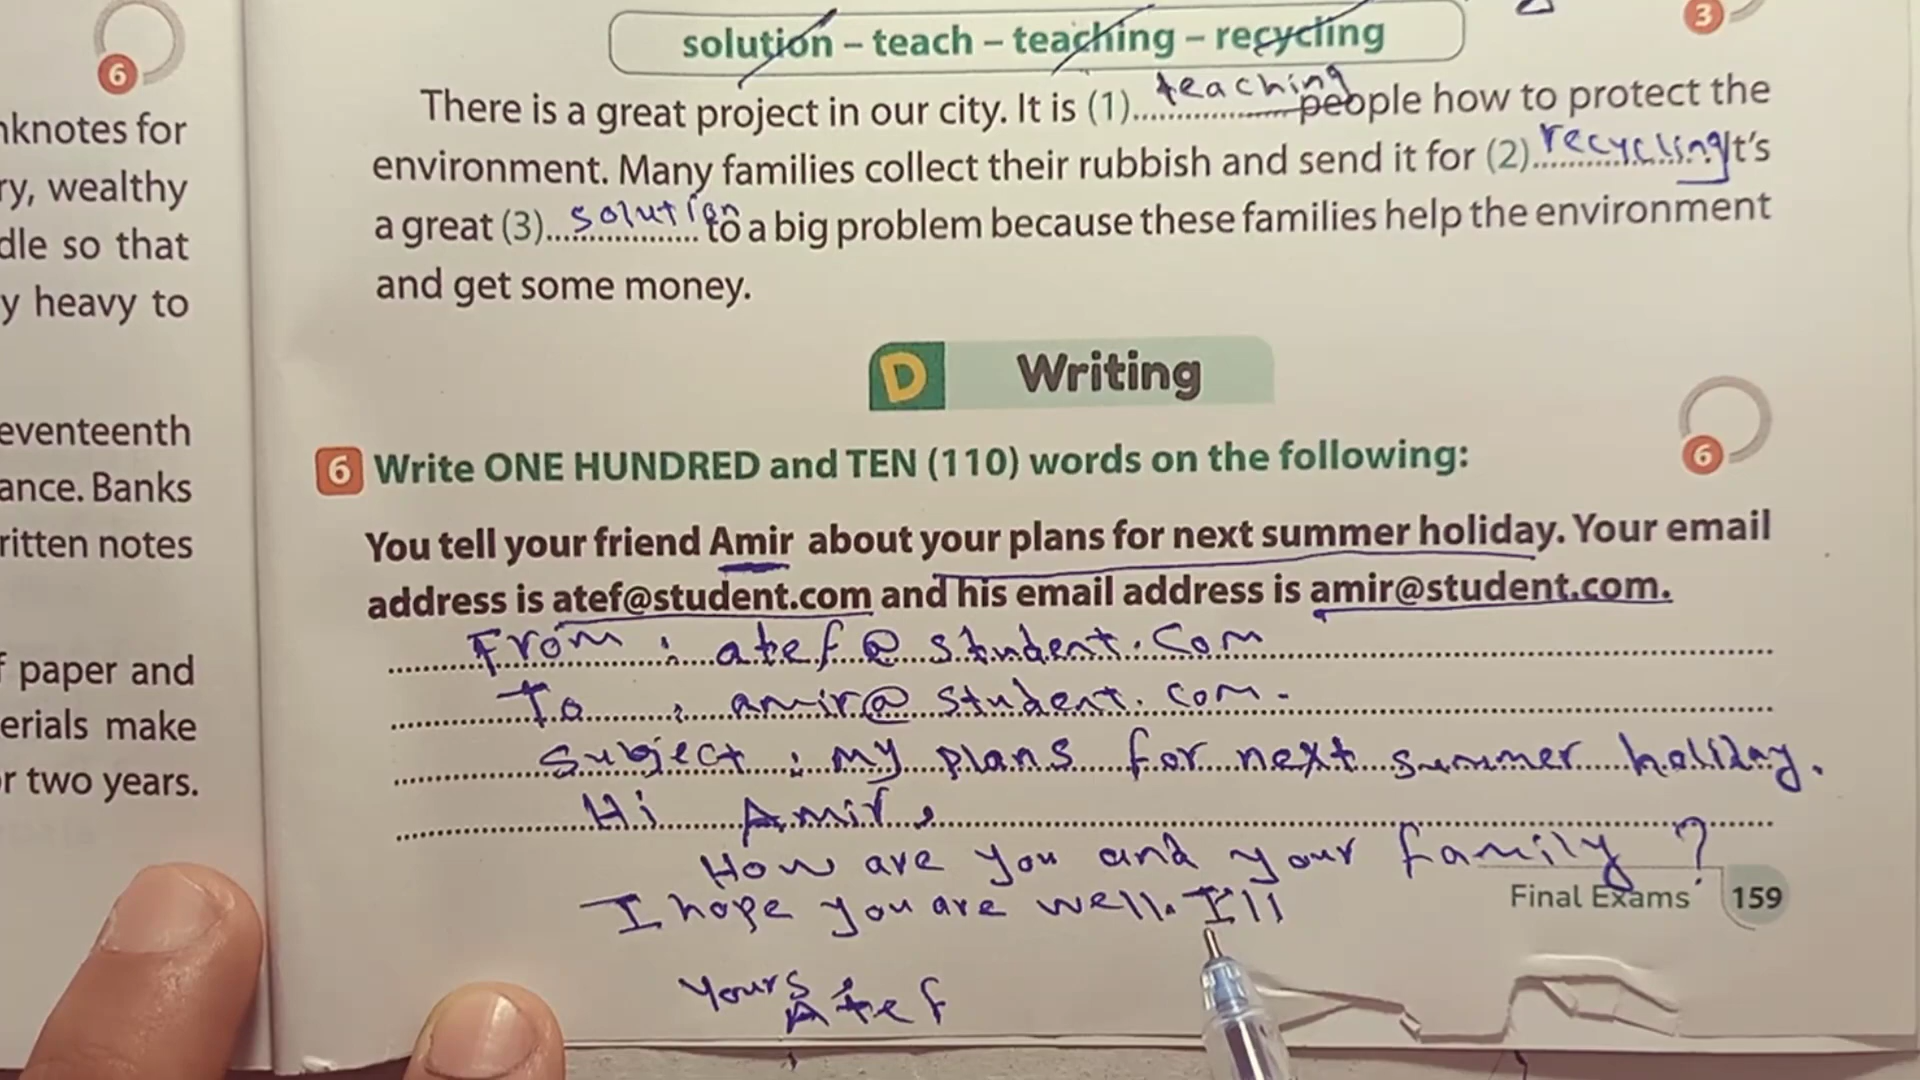 6
nknotes for
ry, wealthy
dle so that
y heavy to
eventeenth
ance. Banks
ritten notes
f paper and
erials make
r two years.
solution – teach – teaching – recycling
3
There is a great project in our city. It is (1) teaching people how to protect the
environment. Many families collect their rubbish and send it for (2) recycling It's
a great (3) solution to a big problem because these families help the environment
and get some money.
D Writing
6 Write ONE HUNDRED and TEN (110) words on the following:
6
You tell your friend Amir about your plans for next summer holiday. Your email
address is atef@student.com and his email address is amir@student.com.
From : atef@student.com
To : amir@student.com.
Subject : my plans for next summer holiday.
Hi Amir,
How are you and your family ?
I hope you are well. I'll
Final Exams 159
Yours
Atef